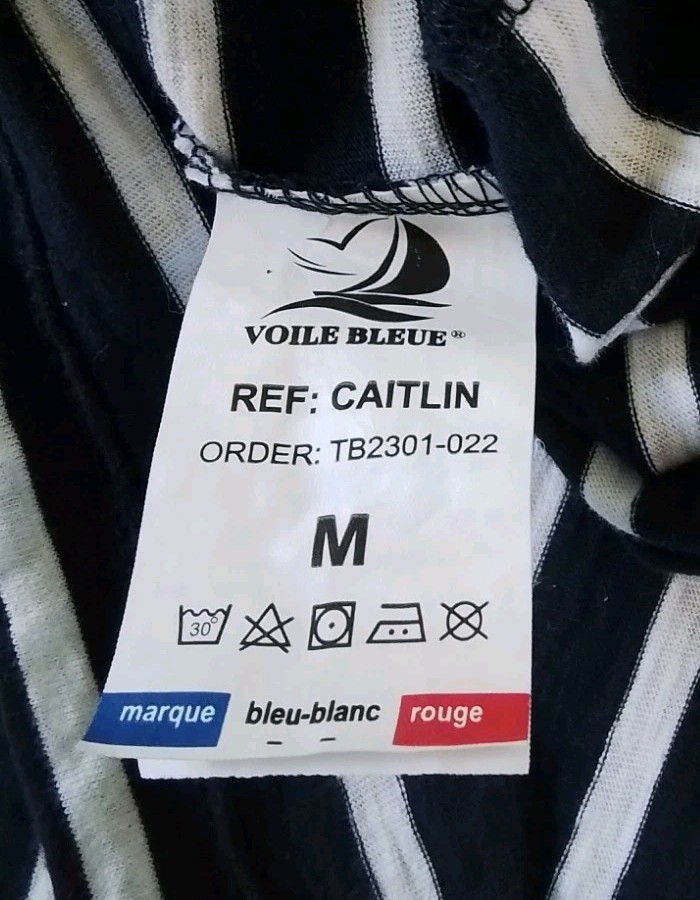 VOILE BLEUE®
REF: CAITLIN
ORDER: TB2301-022
M
30°
marque bleu-blanc rouge